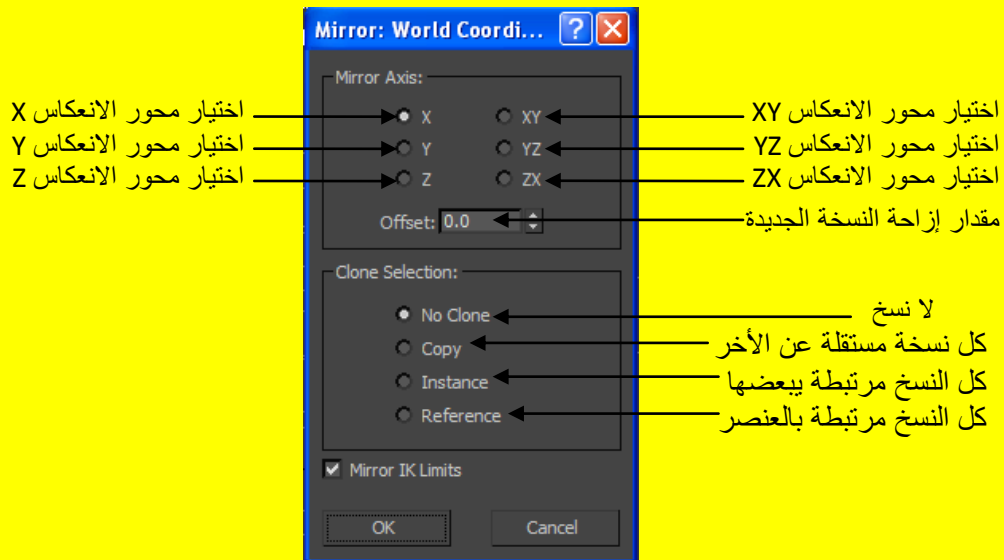 Mirror: World Coordi...
Mirror Axis:
اختيار محور الانعكاس X
X
XY
اختيار محور الانعكاس XY
اختيار محور الانعكاس Y
Y
YZ
اختيار محور الانعكاس YZ
اختيار محور الانعكاس Z
Z
ZX
اختيار محور الانعكاس ZX
Offset: 0.0
مقدار إزاحة النسخة الجديدة
Clone Selection:
No Clone
لا نسخ
Copy
كل نسخة مستقلة عن الأخر
Instance
كل النسخ مرتبطة يبعضها
Reference
كل النسخ مرتبطة بالعنصر
Mirror IK Limits
OK
Cancel